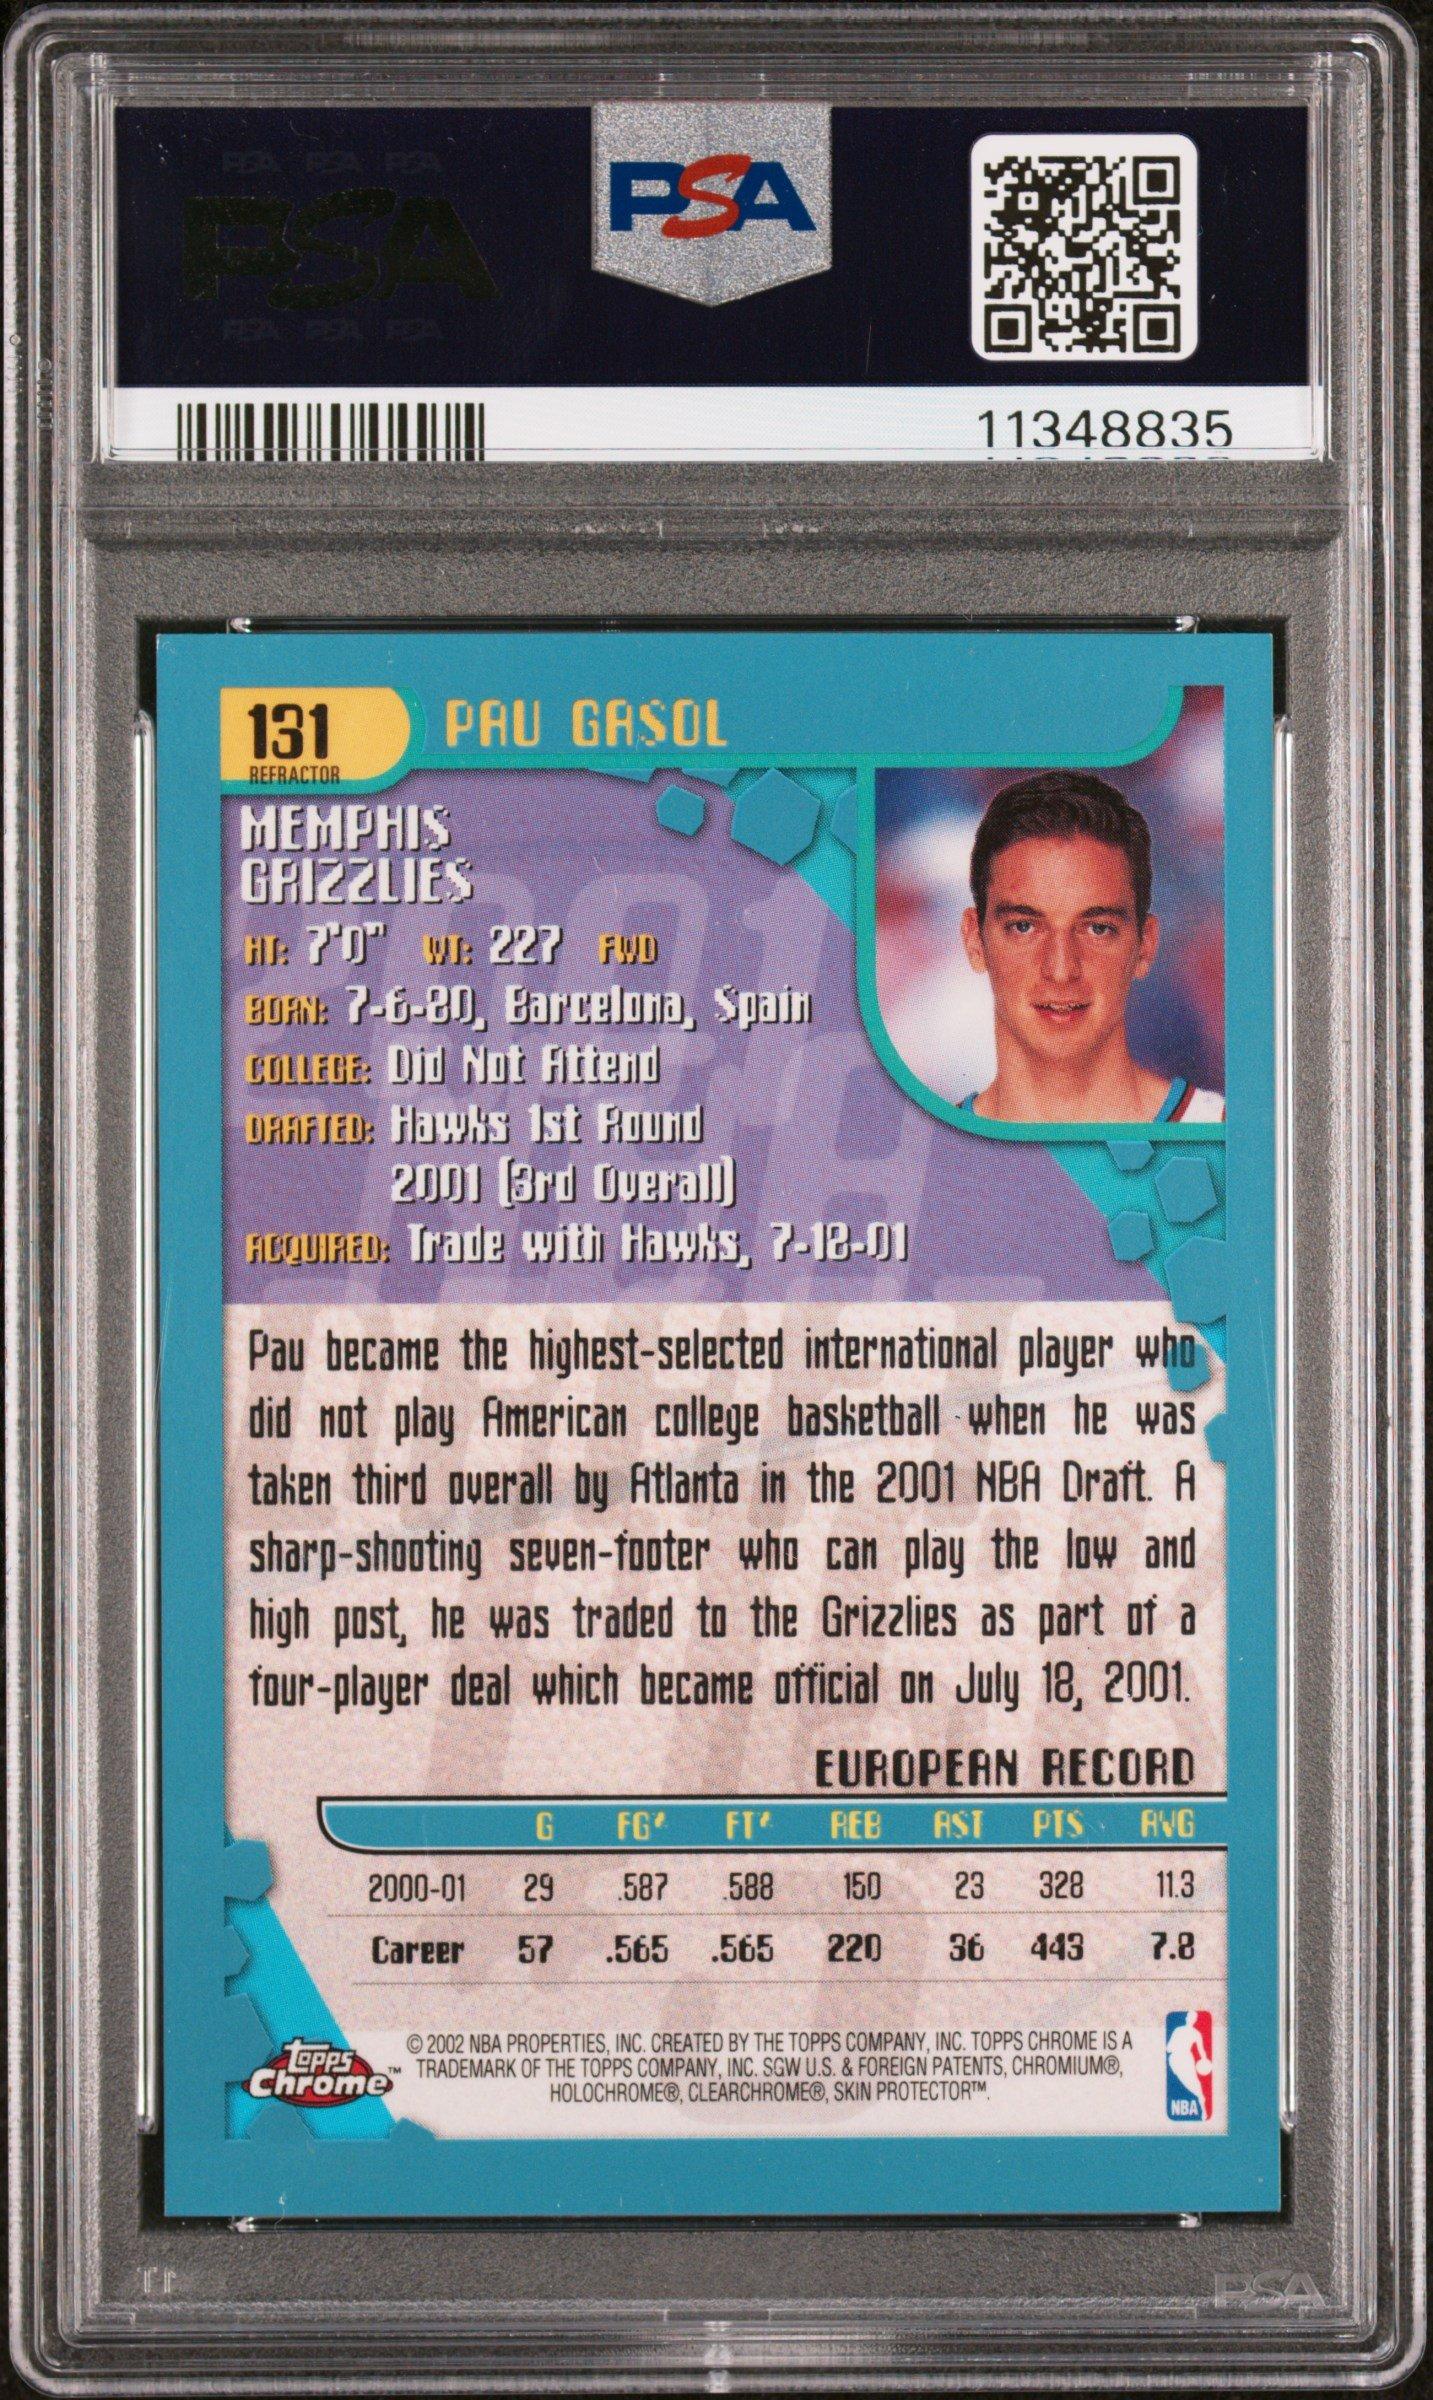 PSA PSA PSA
PSA
PSA PSA PSA
PSA
11348835
131
REFRACTOR
PAU GASOL
MEMPHIS
GRIZZLIES
HT: 7'0" WT: 227 FWD
BORN: 7-6-80, Barcelona, Spain
COLLEGE: Did Not Attend
DRAFTED: Hawks 1st Round
2001 (3rd Overall)
ACQUIRED: Trade with Hawks, 7-18-01
Pau became the highest-selected international player who
did not play American college basketball when he was
taken third overall by Atlanta in the 2001 NBA Draft. A
sharp-shooting seven-footer who can play the low and
high post, he was traded to the Grizzlies as part of a
four-player deal which became official on July 18, 2001.
EUROPEAN RECORD
G FG% FT% REB AST PTS AVG
2000-01 29 .587 .588 150 23 328 11.3
Career 57 .565 .565 220 36 443 7.8
topps
Chrome™
© 2002 NBA PROPERTIES, INC. CREATED BY THE TOPPS COMPANY, INC. TOPPS CHROME IS A
TRADEMARK OF THE TOPPS COMPANY, INC. SGW U.S. & FOREIGN PATENTS, CHROMIUM®,
HOLOCHROME®, CLEARCHROME®, SKIN PROTECTOR™.
NBA
PSA